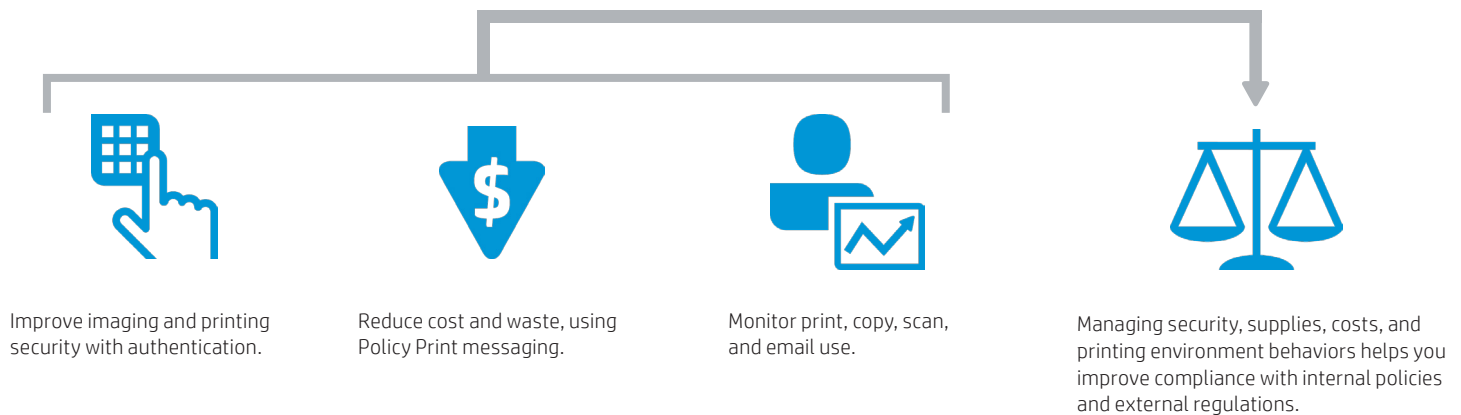 $
Improve imaging and printing
security with authentication.
Reduce cost and waste, using
Policy Print messaging.
Monitor print, copy, scan,
and email use.
Managing security, supplies, costs, and
printing environment behaviors helps you
improve compliance with internal policies
and external regulations.